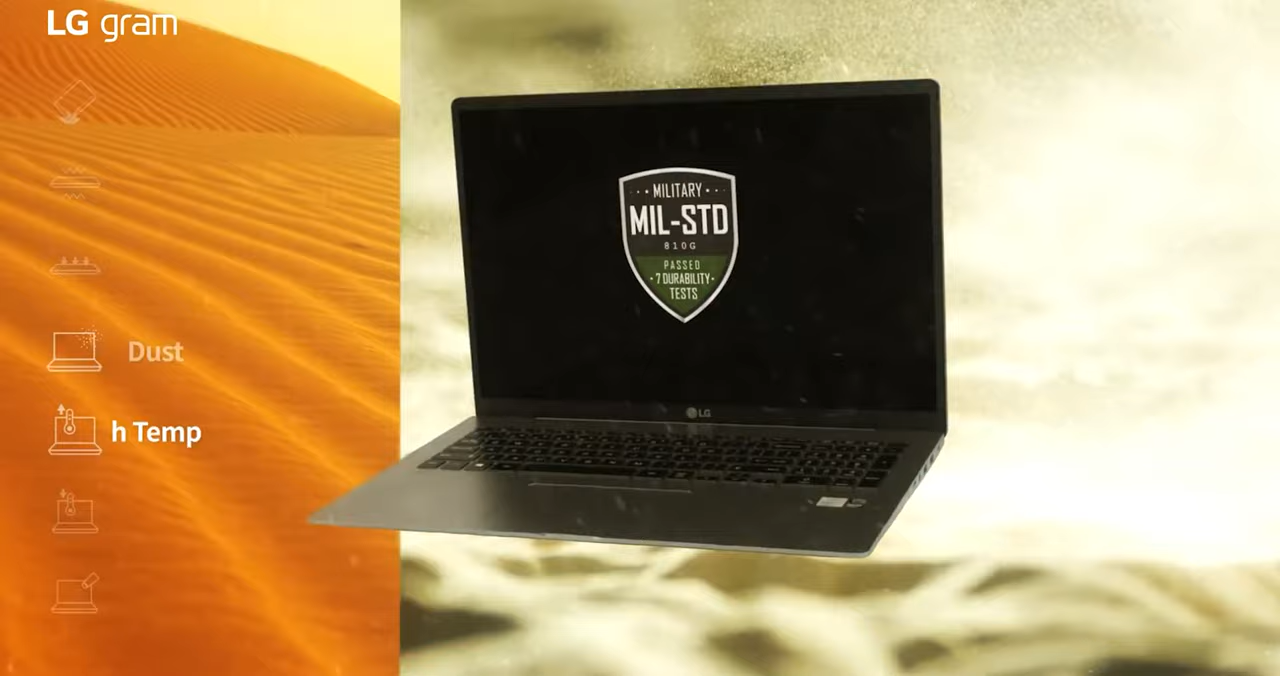 LG gram
MILITARY
MIL-STD
810G
PASSED
• 7 DURABILITY •
TESTS
Dust
h Temp
LG